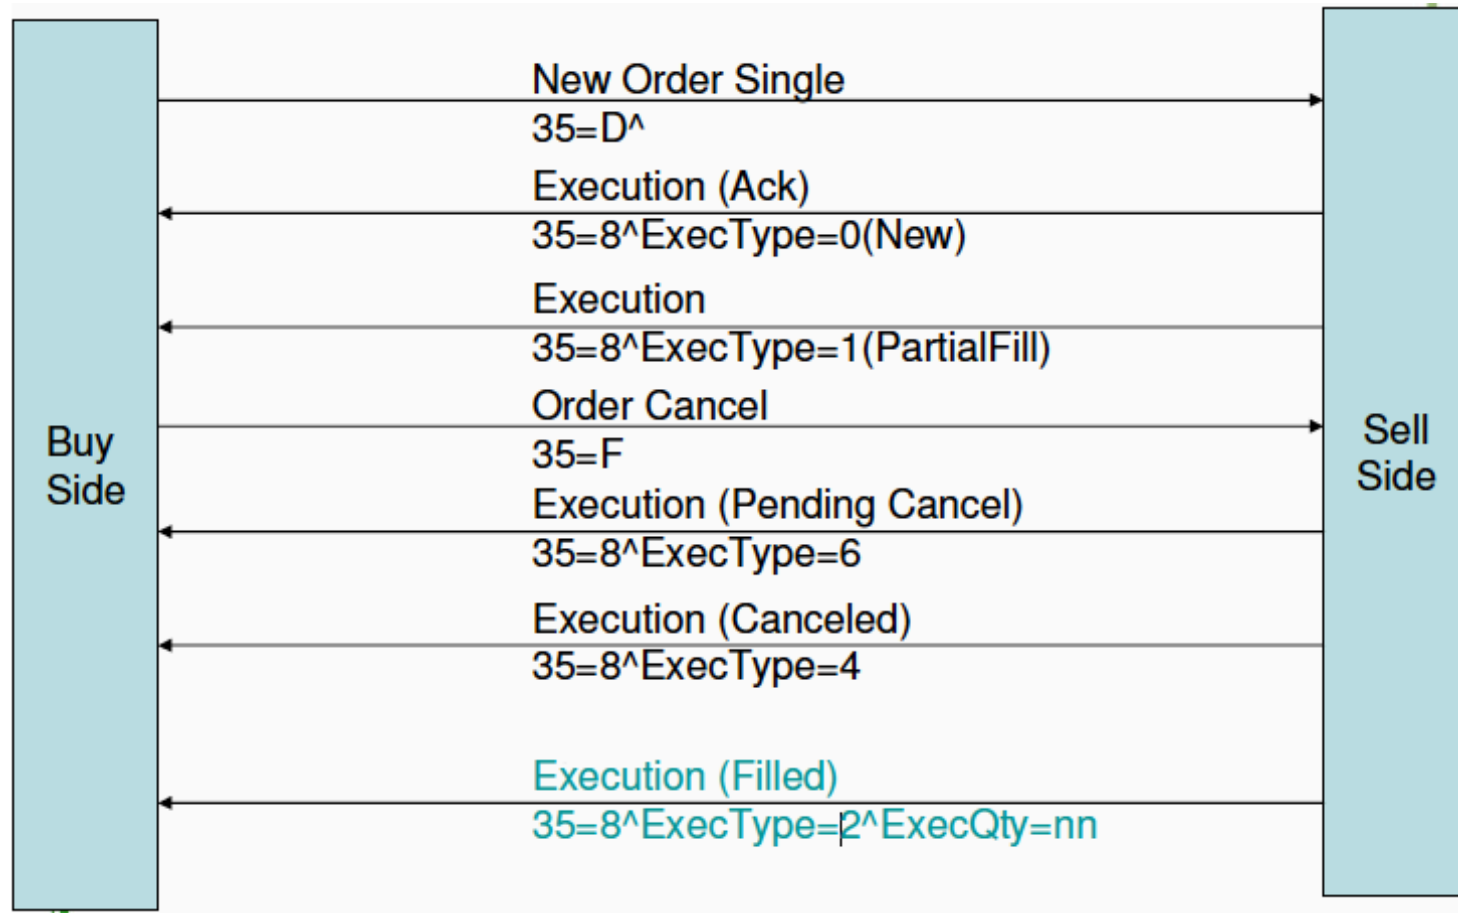 New Order Single
35=D^
Execution (Ack)
35=8^ExecType=0(New)
Execution
35=8^ExecType=1(PartialFill)
Order Cancel
35=F
Execution (Pending Cancel)
35=8^ExecType=6
Execution (Canceled)
35=8^ExecType=4
Execution (Filled)
35=8^ExecType=2^ExecQty=nn
Buy
Side
Sell
Side